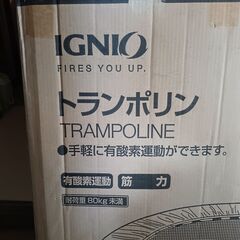 IGNIO
FIRES YOU UP.
トランポリン
TRAMPOLINE
●手軽に有酸素運動ができます。
有酸素運動 筋力
耐荷重80kg未満